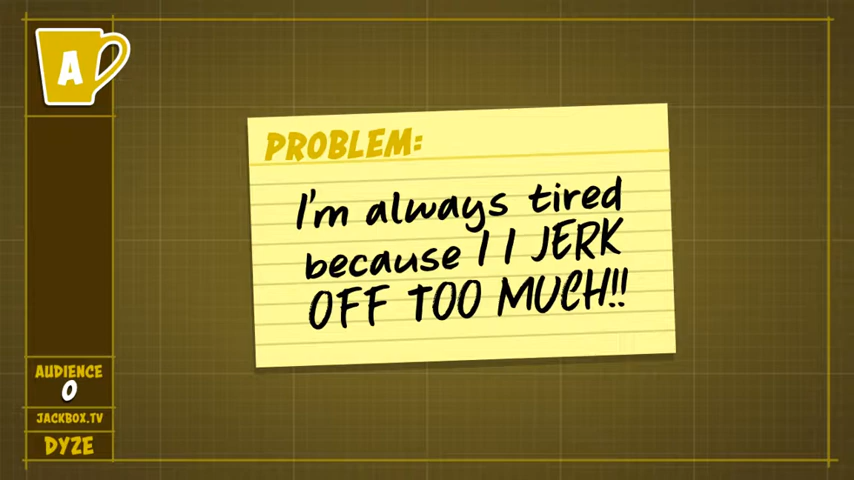 A
PROBLEM:
I'm always tired
because I I JERK
OFF TOO MUCH!!
AUDIENCE
0
JACKBOX.TV
DYZE